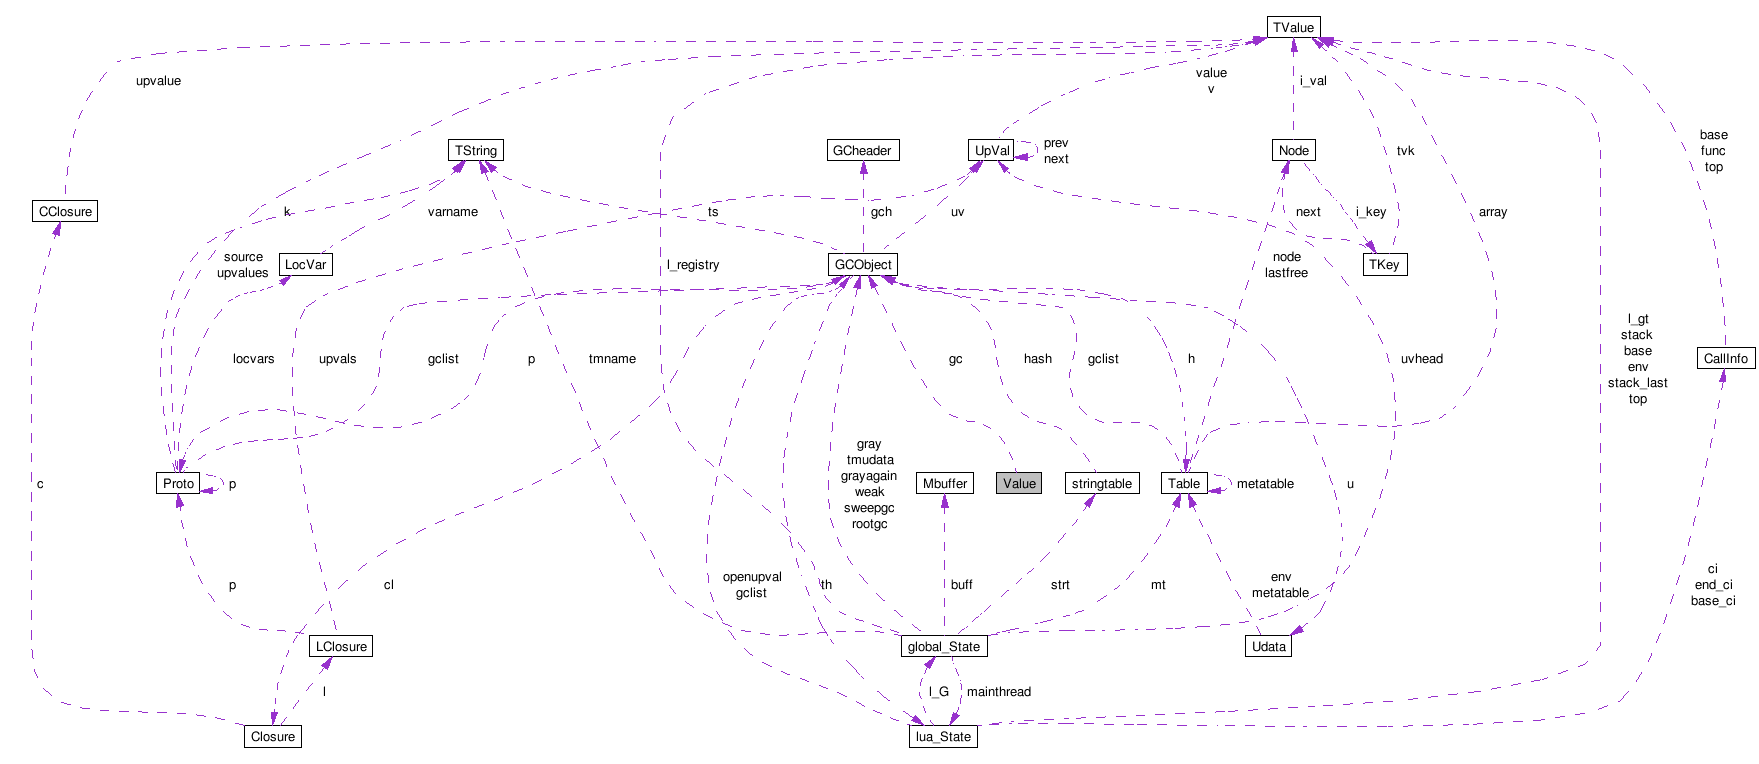 TValue
upvalue
value
v
i_val
TString
GCheader
UpVal
prev
next
Node
tvk
base
func
top
CClosure
k
varname
ts
gch
uv
next
i_key
array
source
upvalues
LocVar
l_registry
GCObject
node
lastfree
TKey
locvars
upvals
gclist
p
tmname
gc
hash
gclist
h
uvhead
l_gt
stack
base
env
stack_last
top
CallInfo
c
Proto
p
gray
tmudata
grayagain
weak
sweepgc
rootgc
Mbuffer
Value
stringtable
Table
metatable
u
p
cl
openupval
gclist
th
buff
strt
mt
env
metatable
ci
end_ci
base_ci
LClosure
global_State
Udata
l
l_G
mainthread
Closure
lua_State